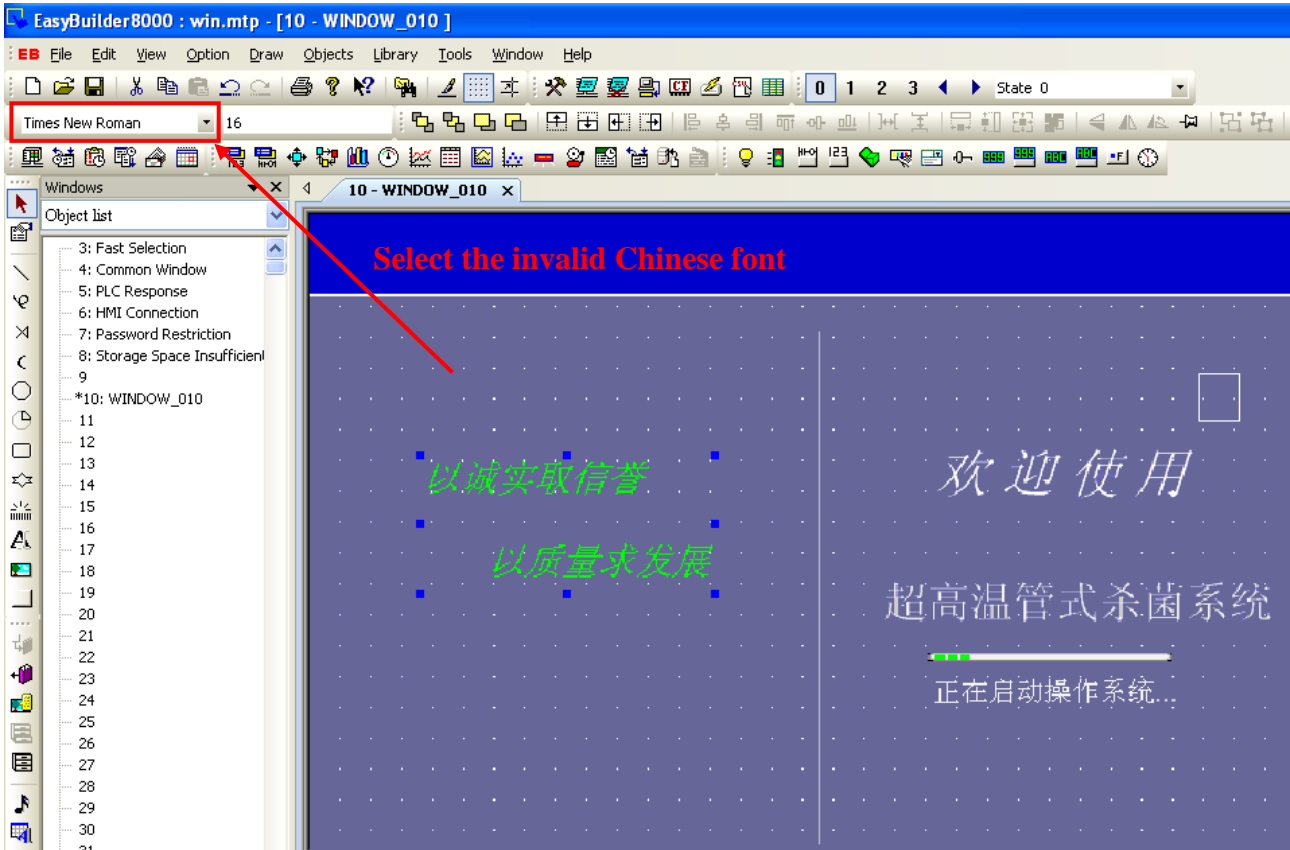 EasyBuilder8000 : win.mtp - [10 - WINDOW_010 ]
EB File Edit View Option Draw Objects Library Tools Window Help
0 1 2 3 State 0
Times New Roman 16
Windows
10 - WINDOW_010
Object list
3: Fast Selection
4: Common Window
5: PLC Response
6: HMI Connection
7: Password Restriction
8: Storage Space Insufficient
9
*10: WINDOW_010
11
12
13
14
15
16
17
18
19
20
21
22
23
24
25
26
27
28
29
30
31
Select the invalid Chinese font
以诚实取信誉
以质量求发展
欢迎使用
超高温管式杀菌系统
正在启动操作系统...